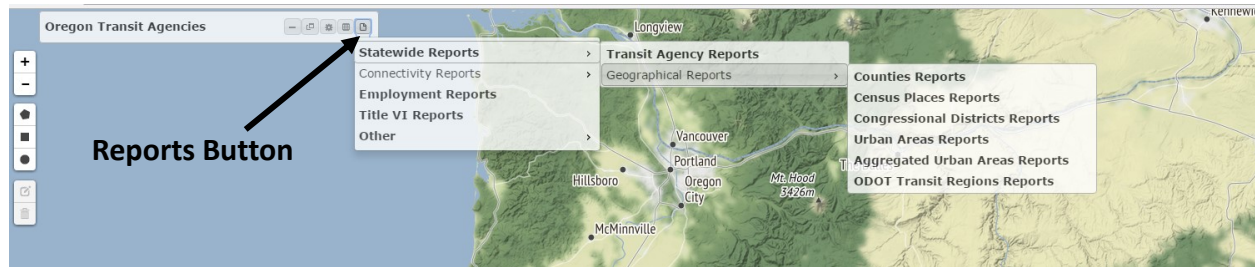 Oregon Transit Agencies
Statewide Reports
Connectivity Reports
Employment Reports
Title VI Reports
Other
Transit Agency Reports
Geographical Reports
Counties Reports
Census Places Reports
Congressional Districts Reports
Urban Areas Reports
Aggregated Urban Areas Reports
ODOT Transit Regions Reports
Reports Button
+
−
Longview
Vancouver
Portland
Hillsboro
Oregon
City
Mt. Hood
3426m
McMinnville